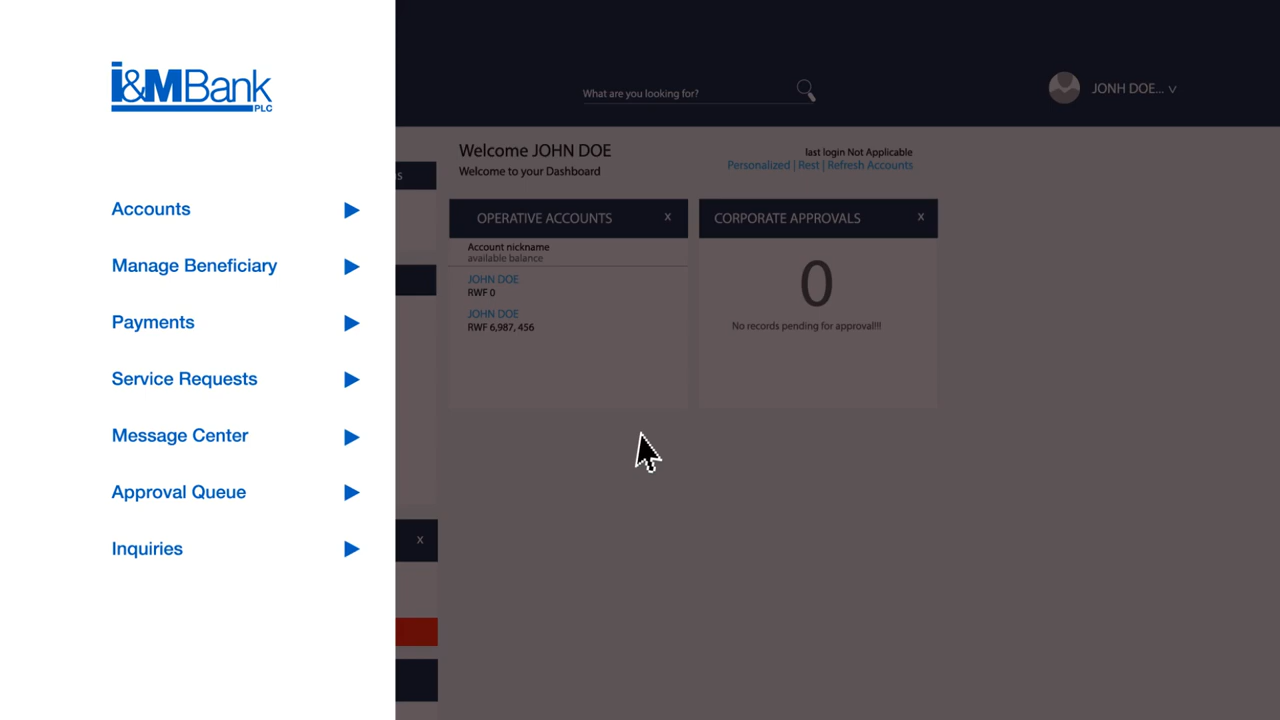 i&MBank
PLC
Accounts
Manage Beneficiary
Payments
Service Requests
Message Center
Approval Queue
Inquiries
What are you looking for?
JONH DOE... v
Welcome JOHN DOE
Welcome to your Dashboard
last login Not Applicable
Personalized | Rest | Refresh Accounts
s
OPERATIVE ACCOUNTS X
Account nickname
available balance
JOHN DOE
RWF 0
JOHN DOE
RWF 6,987, 456
CORPORATE APPROVALS X
0
No records pending for approval!!!
X